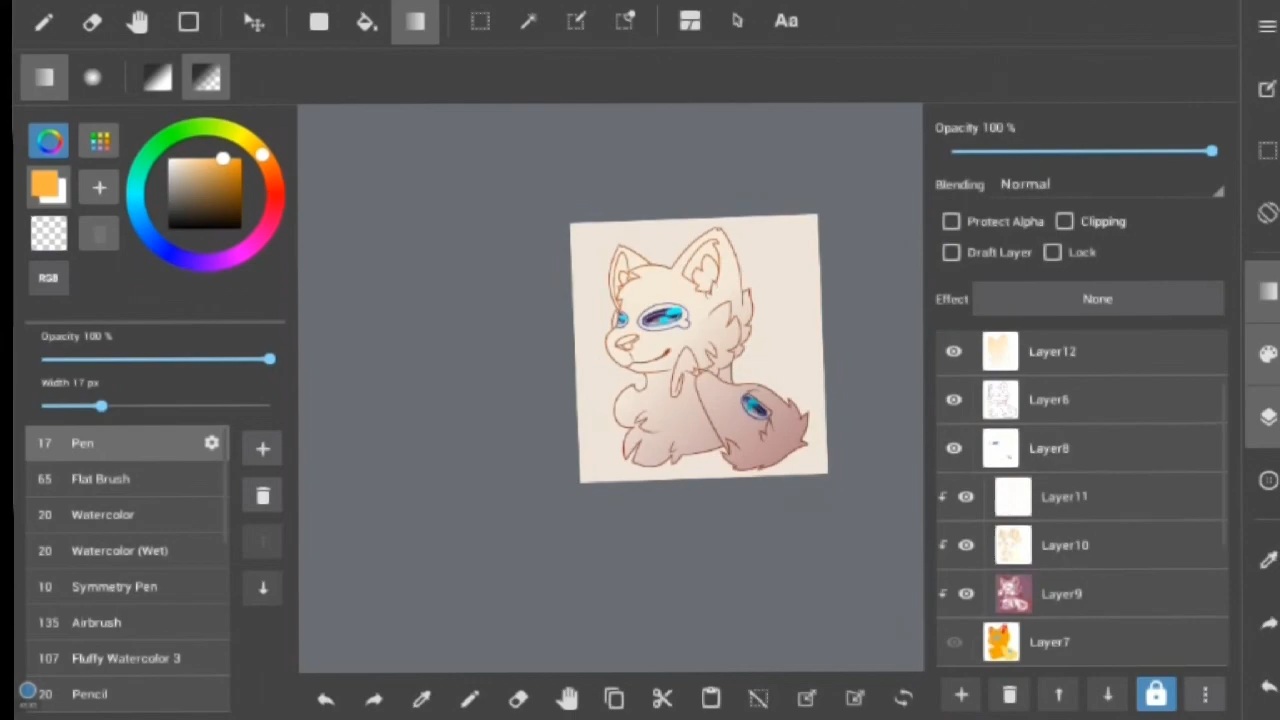 Aa
RGB
Opacity 100 %
Width 17 px
17 Pen
65 Flat Brush
20 Watercolor
20 Watercolor (Wet)
10 Symmetry Pen
135 Airbrush
107 Fluffy Watercolor 3
20 Pencil
Opacity 100 %
Blending Normal
Protect Alpha Clipping
Draft Layer Lock
Effect None
Layer12
Layer6
Layer8
Layer11
Layer10
Layer9
Layer7